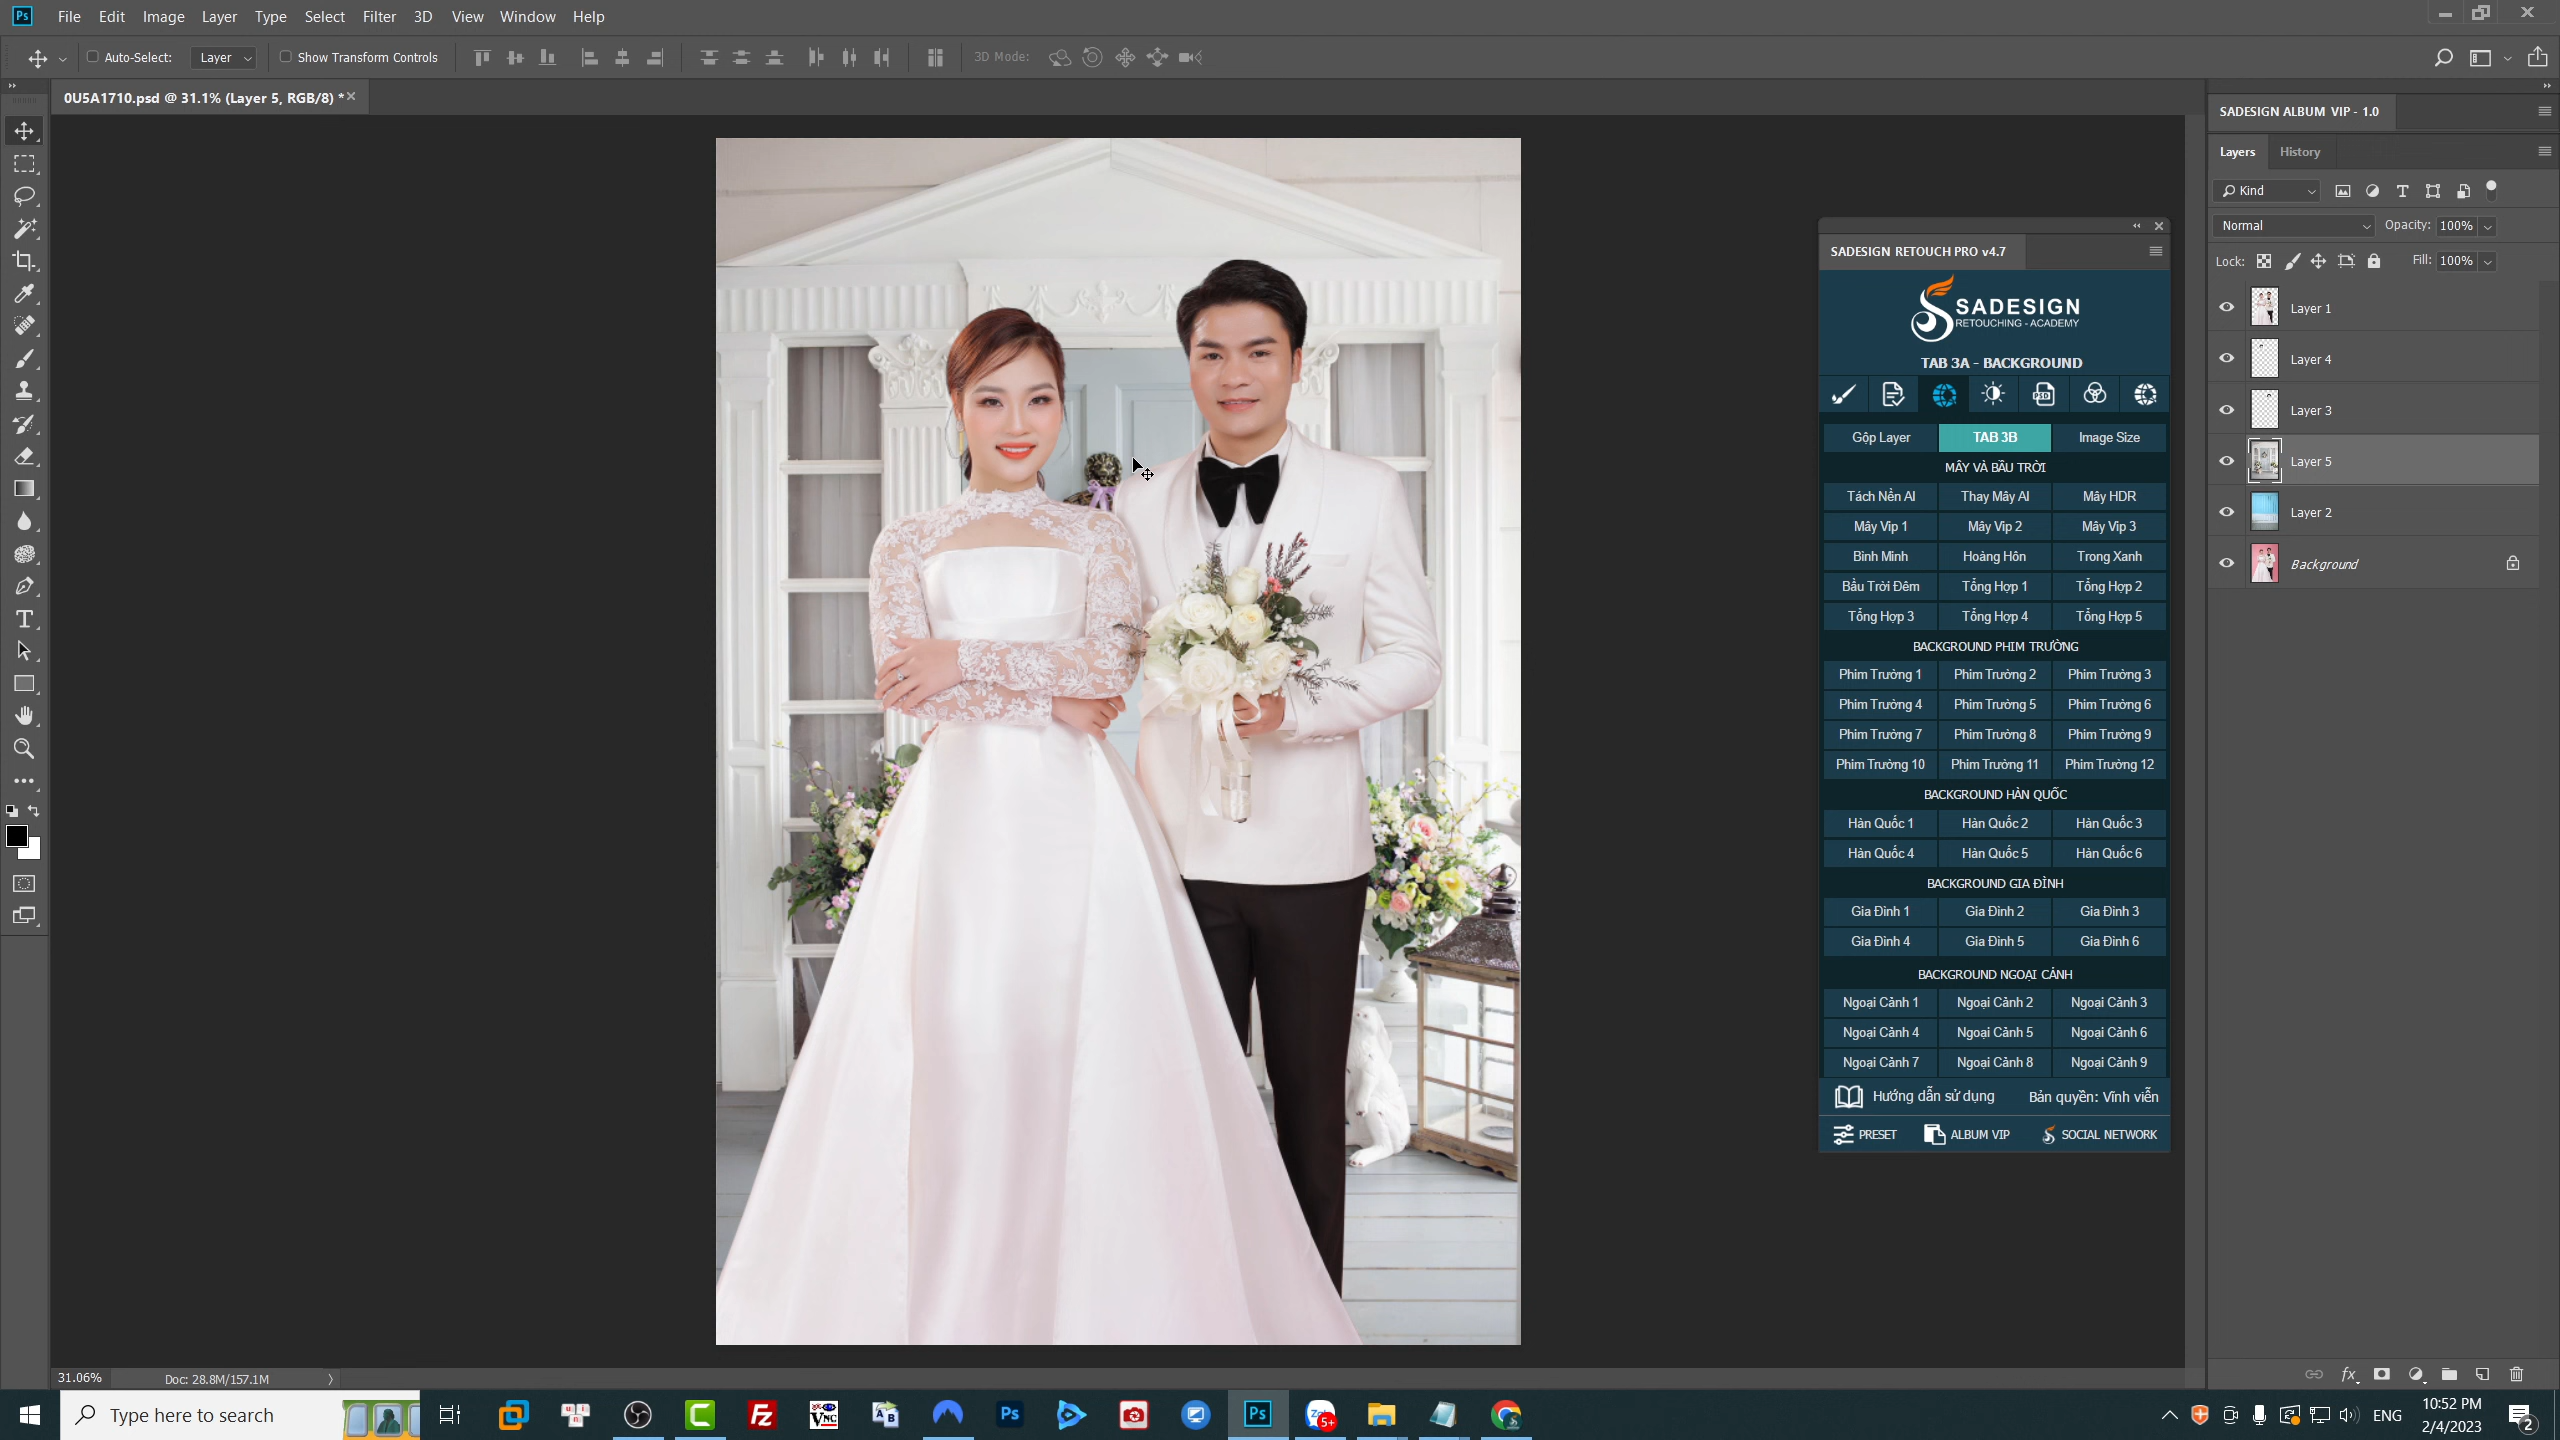 Ps File Edit Image Layer Type Select Filter 3D View Window Help
Auto-Select: Layer Show Transform Controls 3D Mode:
0U5A1710.psd @ 31.1% (Layer 5, RGB/8) *
SADESIGN ALBUM VIP - 1.0
Layers History
Kind
Normal Opacity: 100%
Lock: Fill: 100%
Layer 1
Layer 4
Layer 3
Layer 5
Layer 2
Background
SADESIGN RETOUCH PRO v4.7
SADESIGN
RETOUCHING - ACADEMY
TAB 3A - BACKGROUND
PSD
Gộp Layer TAB 3B Image Size
MÂY VÀ BẦU TRỜI
Tách Nền AI Thay Mây AI Mây HDR
Mây Vip 1 Mây Vip 2 Mây Vip 3
Bình Minh Hoàng Hôn Trong Xanh
Bầu Trời Đêm Tổng Hợp 1 Tổng Hợp 2
Tổng Hợp 3 Tổng Hợp 4 Tổng Hợp 5
BACKGROUND PHIM TRƯỜNG
Phim Trường 1 Phim Trường 2 Phim Trường 3
Phim Trường 4 Phim Trường 5 Phim Trường 6
Phim Trường 7 Phim Trường 8 Phim Trường 9
Phim Trường 10 Phim Trường 11 Phim Trường 12
BACKGROUND HÀN QUỐC
Hàn Quốc 1 Hàn Quốc 2 Hàn Quốc 3
Hàn Quốc 4 Hàn Quốc 5 Hàn Quốc 6
BACKGROUND GIA ĐÌNH
Gia Đình 1 Gia Đình 2 Gia Đình 3
Gia Đình 4 Gia Đình 5 Gia Đình 6
BACKGROUND NGOẠI CẢNH
Ngoại Cảnh 1 Ngoại Cảnh 2 Ngoại Cảnh 3
Ngoại Cảnh 4 Ngoại Cảnh 5 Ngoại Cảnh 6
Ngoại Cảnh 7 Ngoại Cảnh 8 Ngoại Cảnh 9
Hướng dẫn sử dụng Bản quyền: Vĩnh viễn
PRESET ALBUM VIP SOCIAL NETWORK
31.06% Doc: 28.8M/157.1M
fx
Type here to search
Ps Ps 5+
ENG
10:52 PM
2/4/2023
2